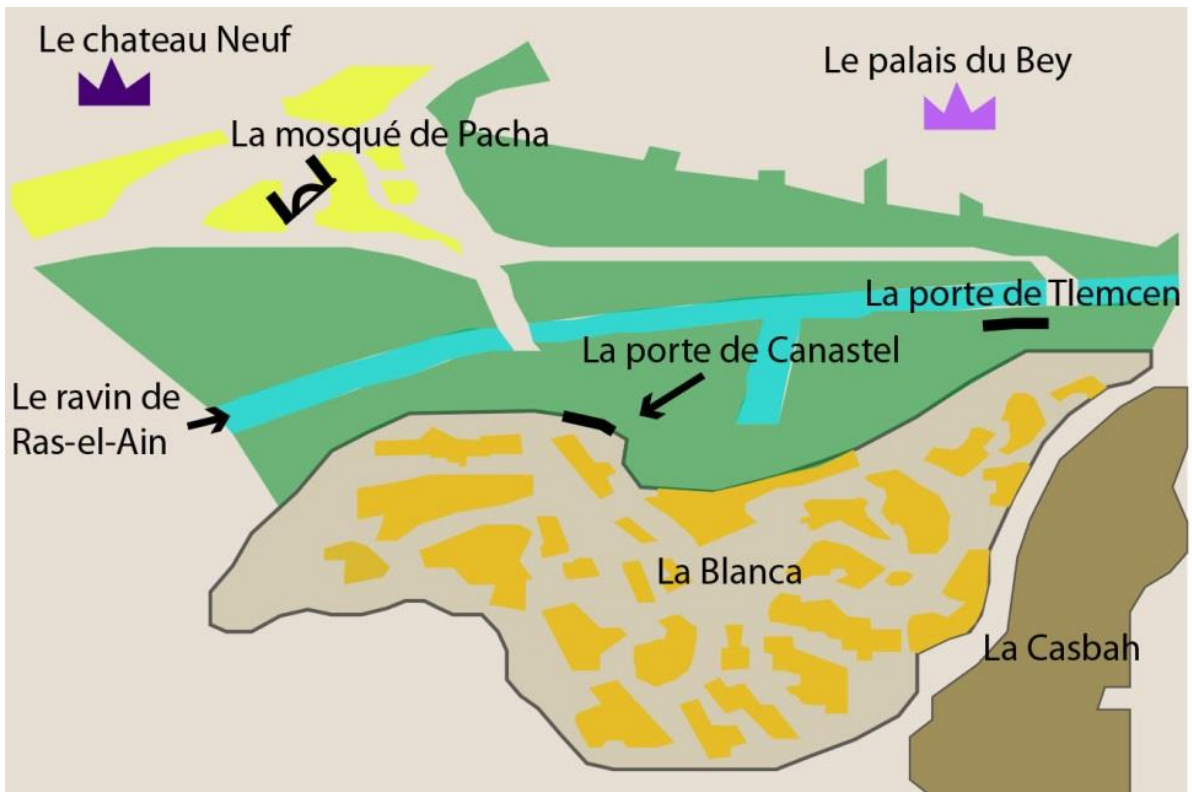 Le chateau Neuf
Le palais du Bey
La mosqué de Pacha
La porte de Tlemcen
La porte de Canastel
Le ravin de
Ras-el-Ain
La Blanca
La Casbah